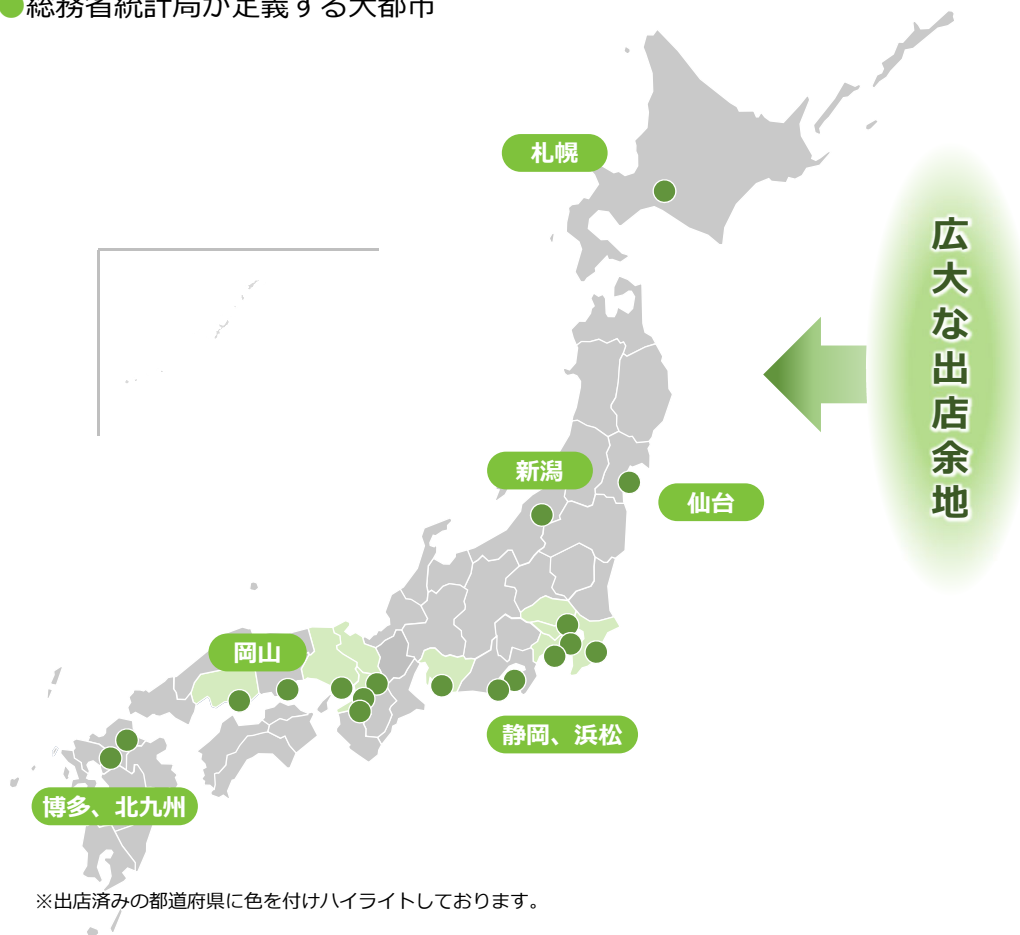 ●総務省統計局が定義する大都市
札幌
広大な出店余地
新潟
仙台
岡山
静岡、浜松
博多、北九州
※出店済みの都道府県に色を付けハイライトしております。